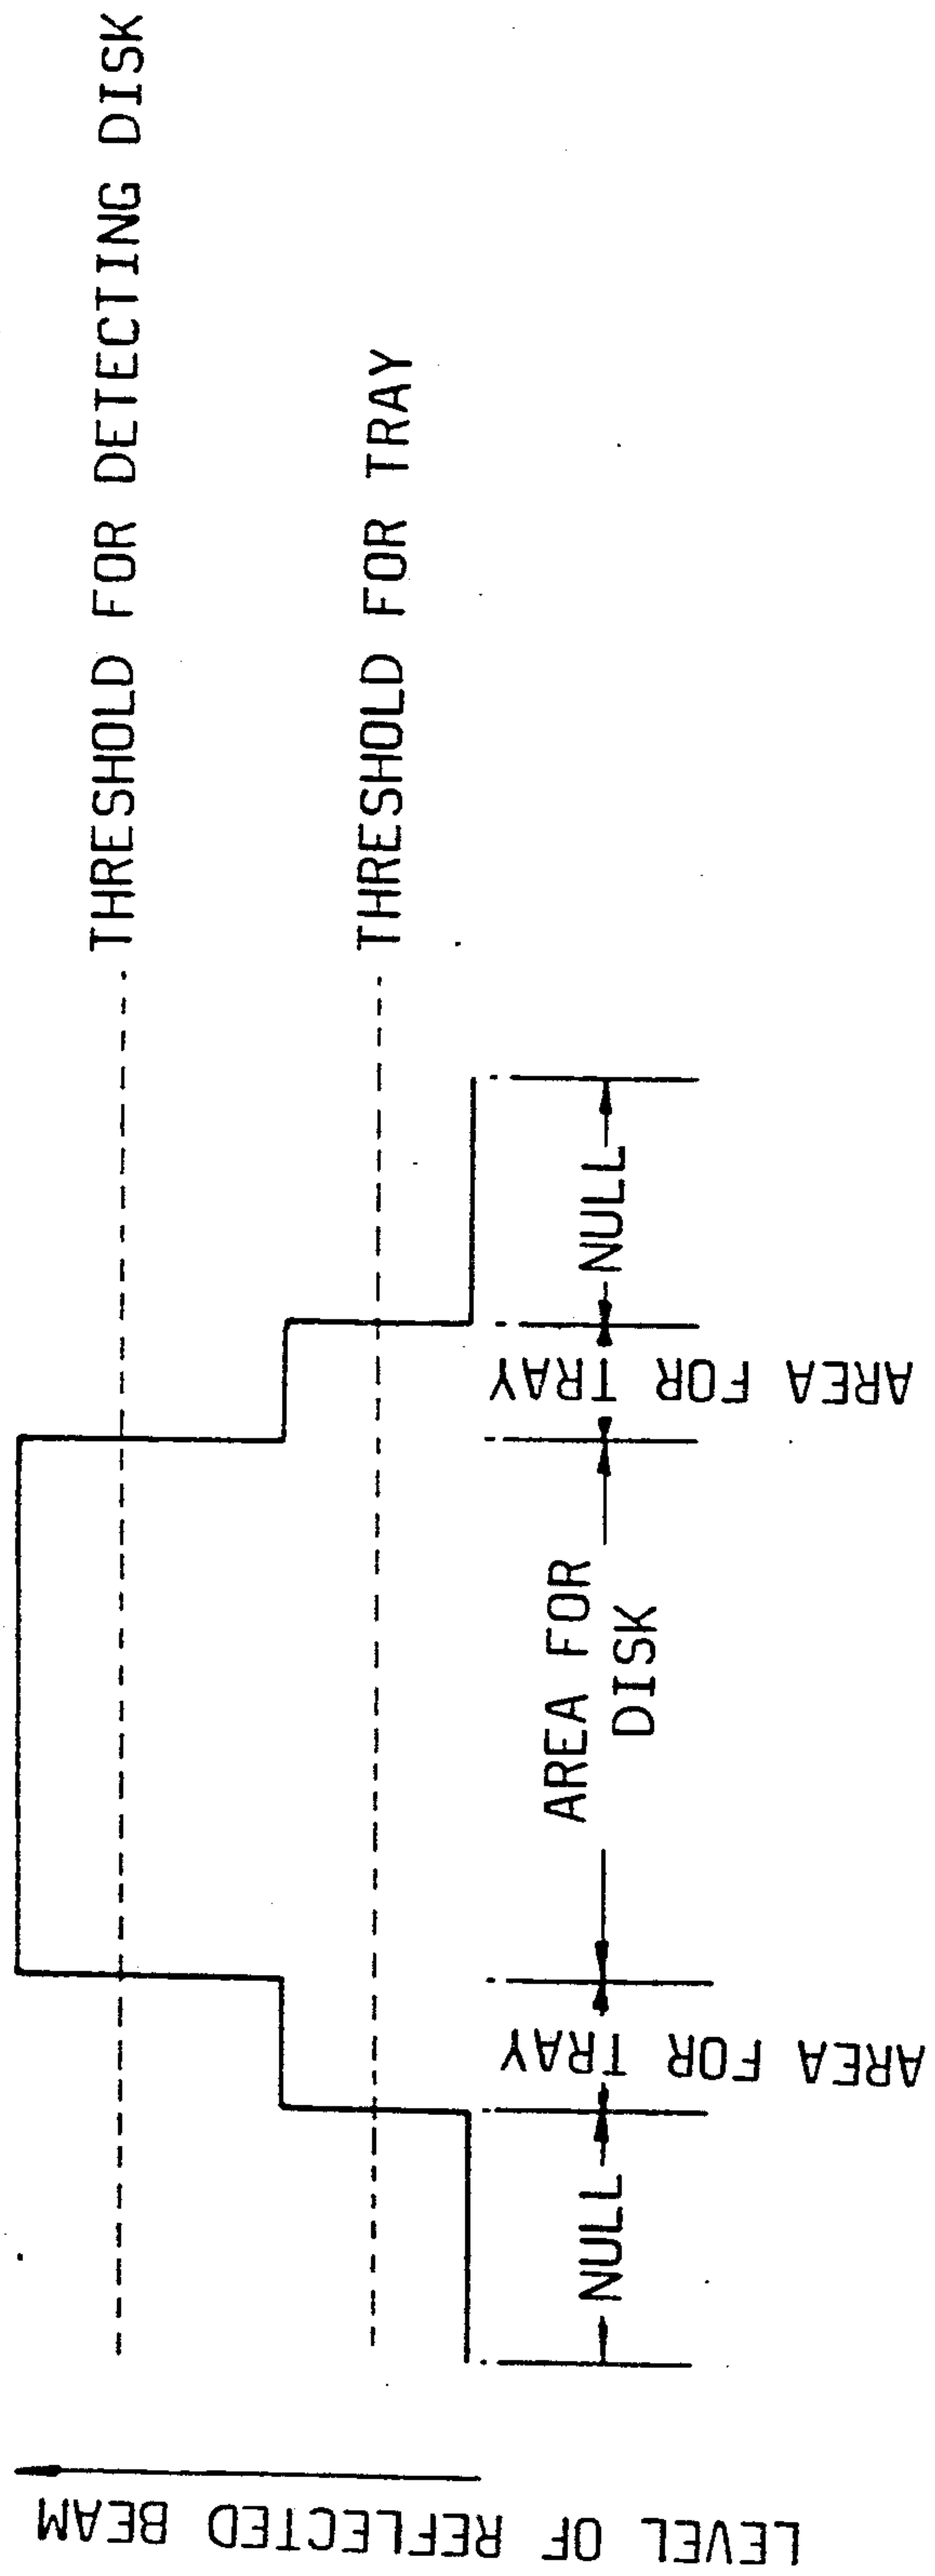 LEVEL OF REFLECTED BEAM
THRESHOLD FOR DETECTING DISK
THRESHOLD FOR TRAY
NULL
AREA FOR TRAY
AREA FOR
DISK
AREA FOR TRAY
NULL